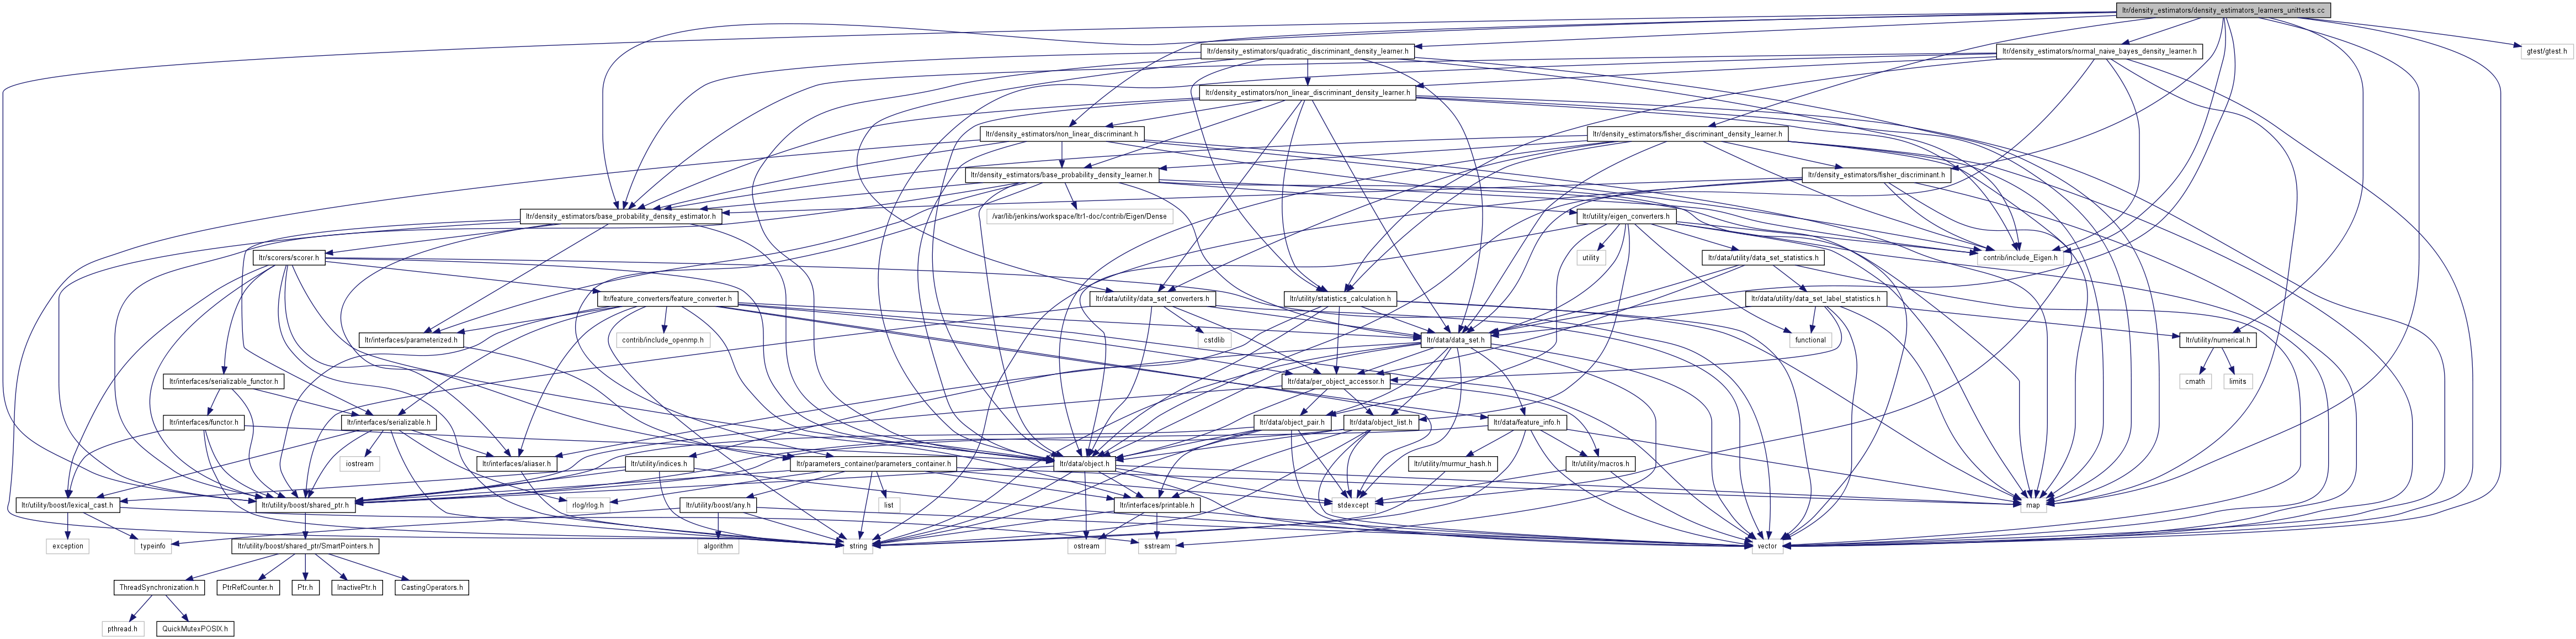 ltr/density_estimators/density_estimators_learners_unittests.cc
ltr/density_estimators/quadratic_discriminant_density_learner.h
ltr/density_estimators/normal_naive_bayes_density_learner.h
gtest/gtest.h
ltr/density_estimators/non_linear_discriminant_density_learner.h
ltr/density_estimators/non_linear_discriminant.h
ltr/density_estimators/fisher_discriminant_density_learner.h
ltr/density_estimators/base_probability_density_learner.h
ltr/density_estimators/fisher_discriminant.h
ltr/density_estimators/base_probability_density_estimator.h
/var/lib/jenkins/workspace/ltr1-doc/contrib/Eigen/Dense
ltr/utility/eigen_converters.h
ltr/scorers/scorer.h
utility
ltr/data/utility/data_set_statistics.h
contrib/include_Eigen.h
ltr/feature_converters/feature_converter.h
ltr/data/utility/data_set_converters.h
ltr/utility/statistics_calculation.h
ltr/data/utility/data_set_label_statistics.h
ltr/interfaces/parameterized.h
contrib/include_openmp.h
cstdlib
ltr/data/data_set.h
functional
ltr/utility/numerical.h
ltr/interfaces/serializable_functor.h
ltr/data/per_object_accessor.h
cmath
limits
ltr/interfaces/functor.h
ltr/interfaces/serializable.h
ltr/data/object_pair.h
ltr/data/object_list.h
ltr/data/feature_info.h
iostream
ltr/interfaces/aliaser.h
ltr/utility/indices.h
ltr/parameters_container/parameters_container.h
ltr/data/object.h
ltr/utility/murmur_hash.h
ltr/utility/macros.h
ltr/utility/boost/lexical_cast.h
ltr/utility/boost/shared_ptr.h
rlog/rlog.h
ltr/utility/boost/any.h
list
ltr/interfaces/printable.h
stdexcept
map
exception
typeinfo
ltr/utility/boost/shared_ptr/SmartPointers.h
algorithm
string
ostream
sstream
vector
ThreadSynchronization.h
PtrRefCounter.h
Ptr.h
InactivePtr.h
CastingOperators.h
pthread.h
QuickMutexPOSIX.h